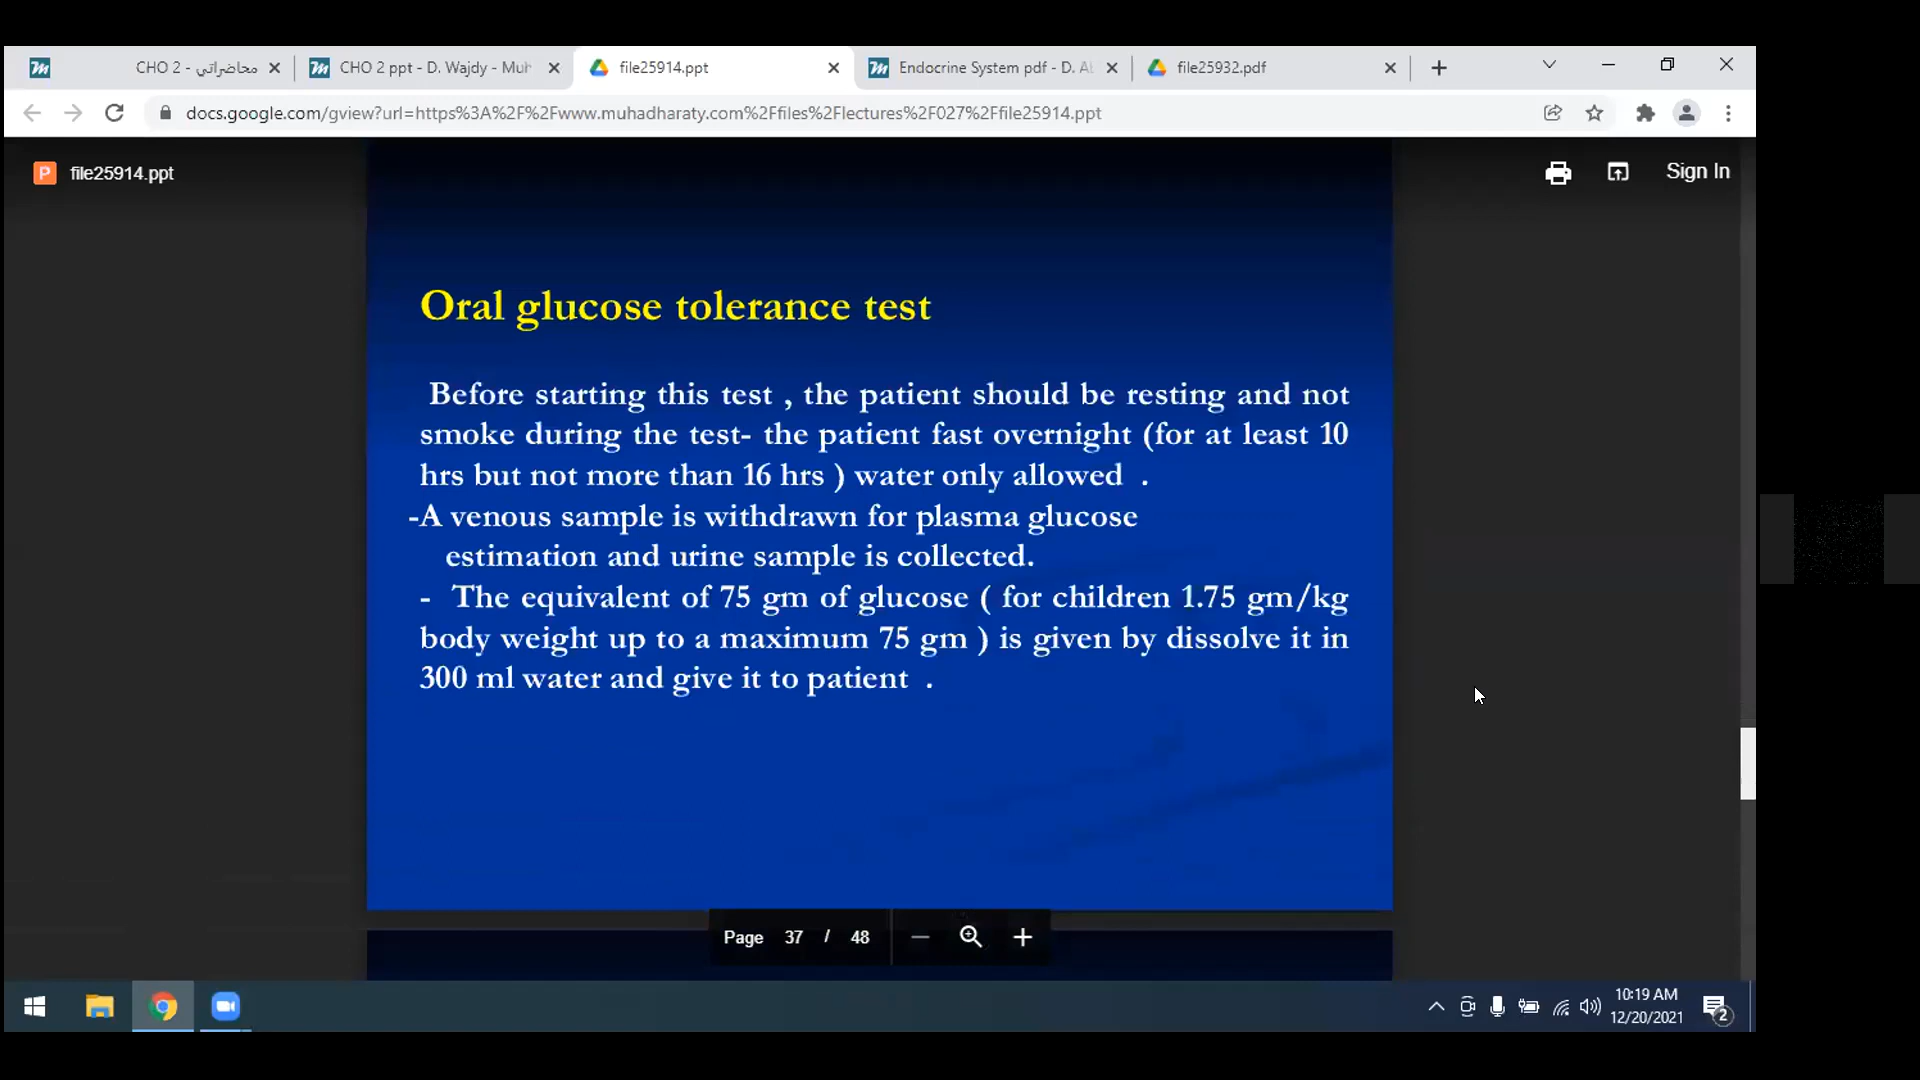 CHO 2 - محاضراتي
CHO 2 ppt - D. Wajdy - Muh
file25914.ppt
Endocrine System pdf - D. Al
file25932.pdf
docs.google.com/gview?url=https%3A%2F%2Fwww.muhadharaty.com%2Ffiles%2Flectures%2F027%2Ffile25914.ppt
P file25914.ppt
Sign In
Oral glucose tolerance test
Before starting this test , the patient should be resting and not
smoke during the test- the patient fast overnight (for at least 10
hrs but not more than 16 hrs ) water only allowed .
-A venous sample is withdrawn for plasma glucose
estimation and urine sample is collected.
- The equivalent of 75 gm of glucose ( for children 1.75 gm/kg
body weight up to a maximum 75 gm ) is given by dissolve it in
300 ml water and give it to patient .
Page 37 / 48
10:19 AM
12/20/2021
2